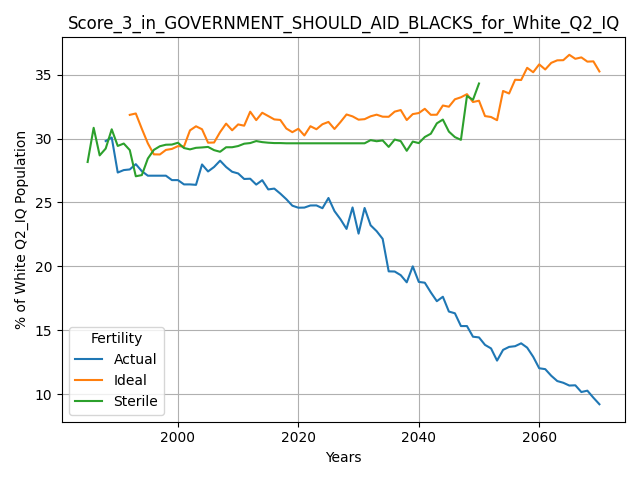 Score_3_in_GOVERNMENT_SHOULD_AID_BLACKS_for_White_Q2_IQ
% of White Q2_IQ Population
35
30
25
20
15
10
Fertility
Actual
Ideal
Sterile
2000
2020
2040
2060
Years